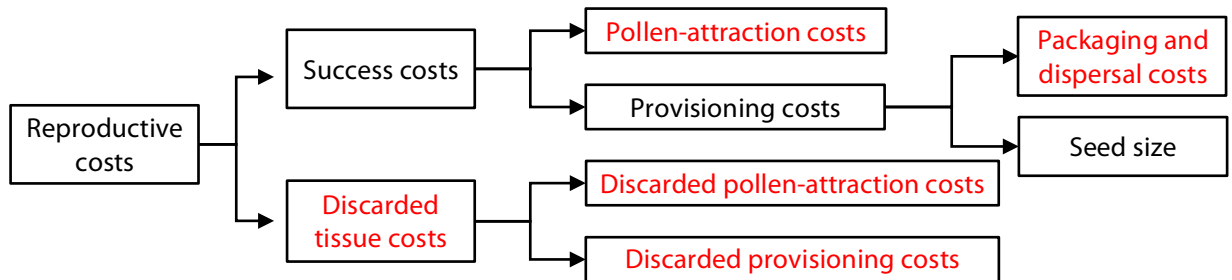 Reproductive
costs
Success costs
Discarded
tissue costs
Pollen-attraction costs
Provisioning costs
Discarded pollen-attraction costs
Discarded provisioning costs
Packaging and
dispersal costs
Seed size